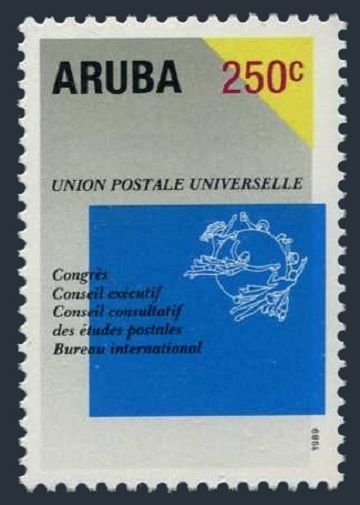 ARUBA 250c
UNION POSTALE UNIVERSELLE
Congrès
Conseil exécutif
Conseil consultatif
des études postales
Bureau international
1989